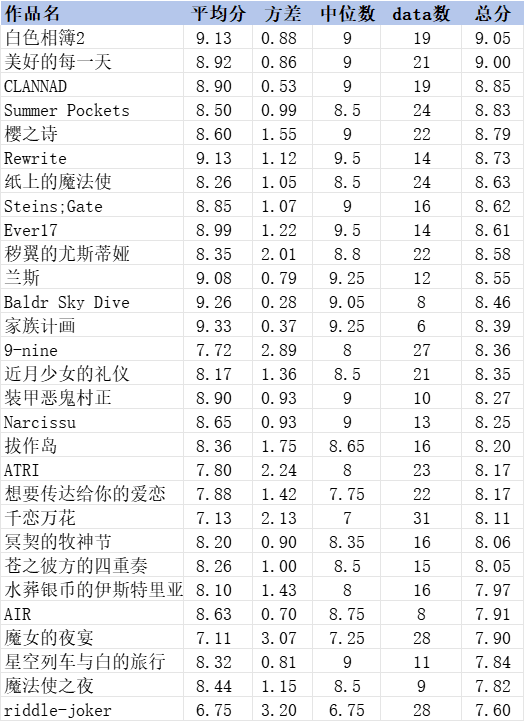 作品名 平均分 方差 中位数 data数 总分
白色相簿2 9.13 0.88 9 19 9.05
美好的每一天 8.92 0.86 9 21 9.00
CLANNAD 8.90 0.53 9 19 8.85
Summer Pockets 8.50 0.99 8.5 24 8.83
樱之诗 8.60 1.55 9 22 8.79
Rewrite 9.13 1.12 9.5 14 8.73
纸上的魔法使 8.26 1.05 8.5 24 8.63
Steins;Gate 8.85 1.07 9 16 8.62
Ever17 8.99 1.22 9.5 14 8.61
秽翼的尤斯蒂娅 8.35 2.01 8.8 22 8.58
兰斯 9.08 0.79 9.25 12 8.55
Baldr Sky Dive 9.26 0.28 9.05 8 8.46
家族计画 9.33 0.37 9.25 6 8.39
9-nine 7.72 2.89 8 27 8.36
近月少女的礼仪 8.17 1.36 8.5 21 8.35
装甲恶鬼村正 8.90 0.93 9 10 8.27
Narcissu 8.65 0.93 9 13 8.25
拔作岛 8.36 1.75 8.65 16 8.20
ATRI 7.80 2.24 8 23 8.17
想要传达给你的爱恋 7.88 1.42 7.75 22 8.17
千恋万花 7.13 2.13 7 31 8.11
冥契的牧神节 8.20 0.90 8.35 16 8.06
苍之彼方的四重奏 8.26 1.00 8.5 15 8.05
水葬银币的伊斯特里亚 8.10 1.43 8 16 7.97
AIR 8.63 0.70 8.75 8 7.91
魔女的夜宴 7.11 3.07 7.25 28 7.90
星空列车与白的旅行 8.32 0.81 9 11 7.84
魔法使之夜 8.44 1.15 8.5 9 7.82
riddle-joker 6.75 3.20 6.75 28 7.60